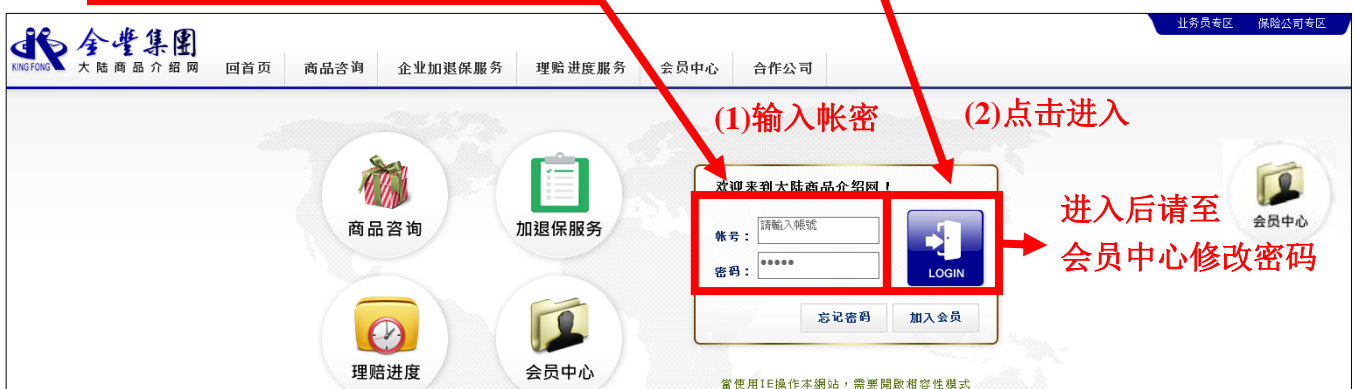 业务员专区 保险公司专区
金豐集團
KING FONG 大陆商品介绍网
回首页 商品咨询 企业加退保服务 理赔进度服务 会员中心 合作公司
(1)输入帐密
(2)点击进入
欢迎来到大陆商品介绍网！
商品咨询
加退保服务
帐号：
請輸入帳號
密码：
•••••
LOGIN
进入后请至
会员中心修改密码
会员中心
忘记密码
加入会员
理赔进度
会员中心
當使用IE操作本網站，需要開啟相容性模式